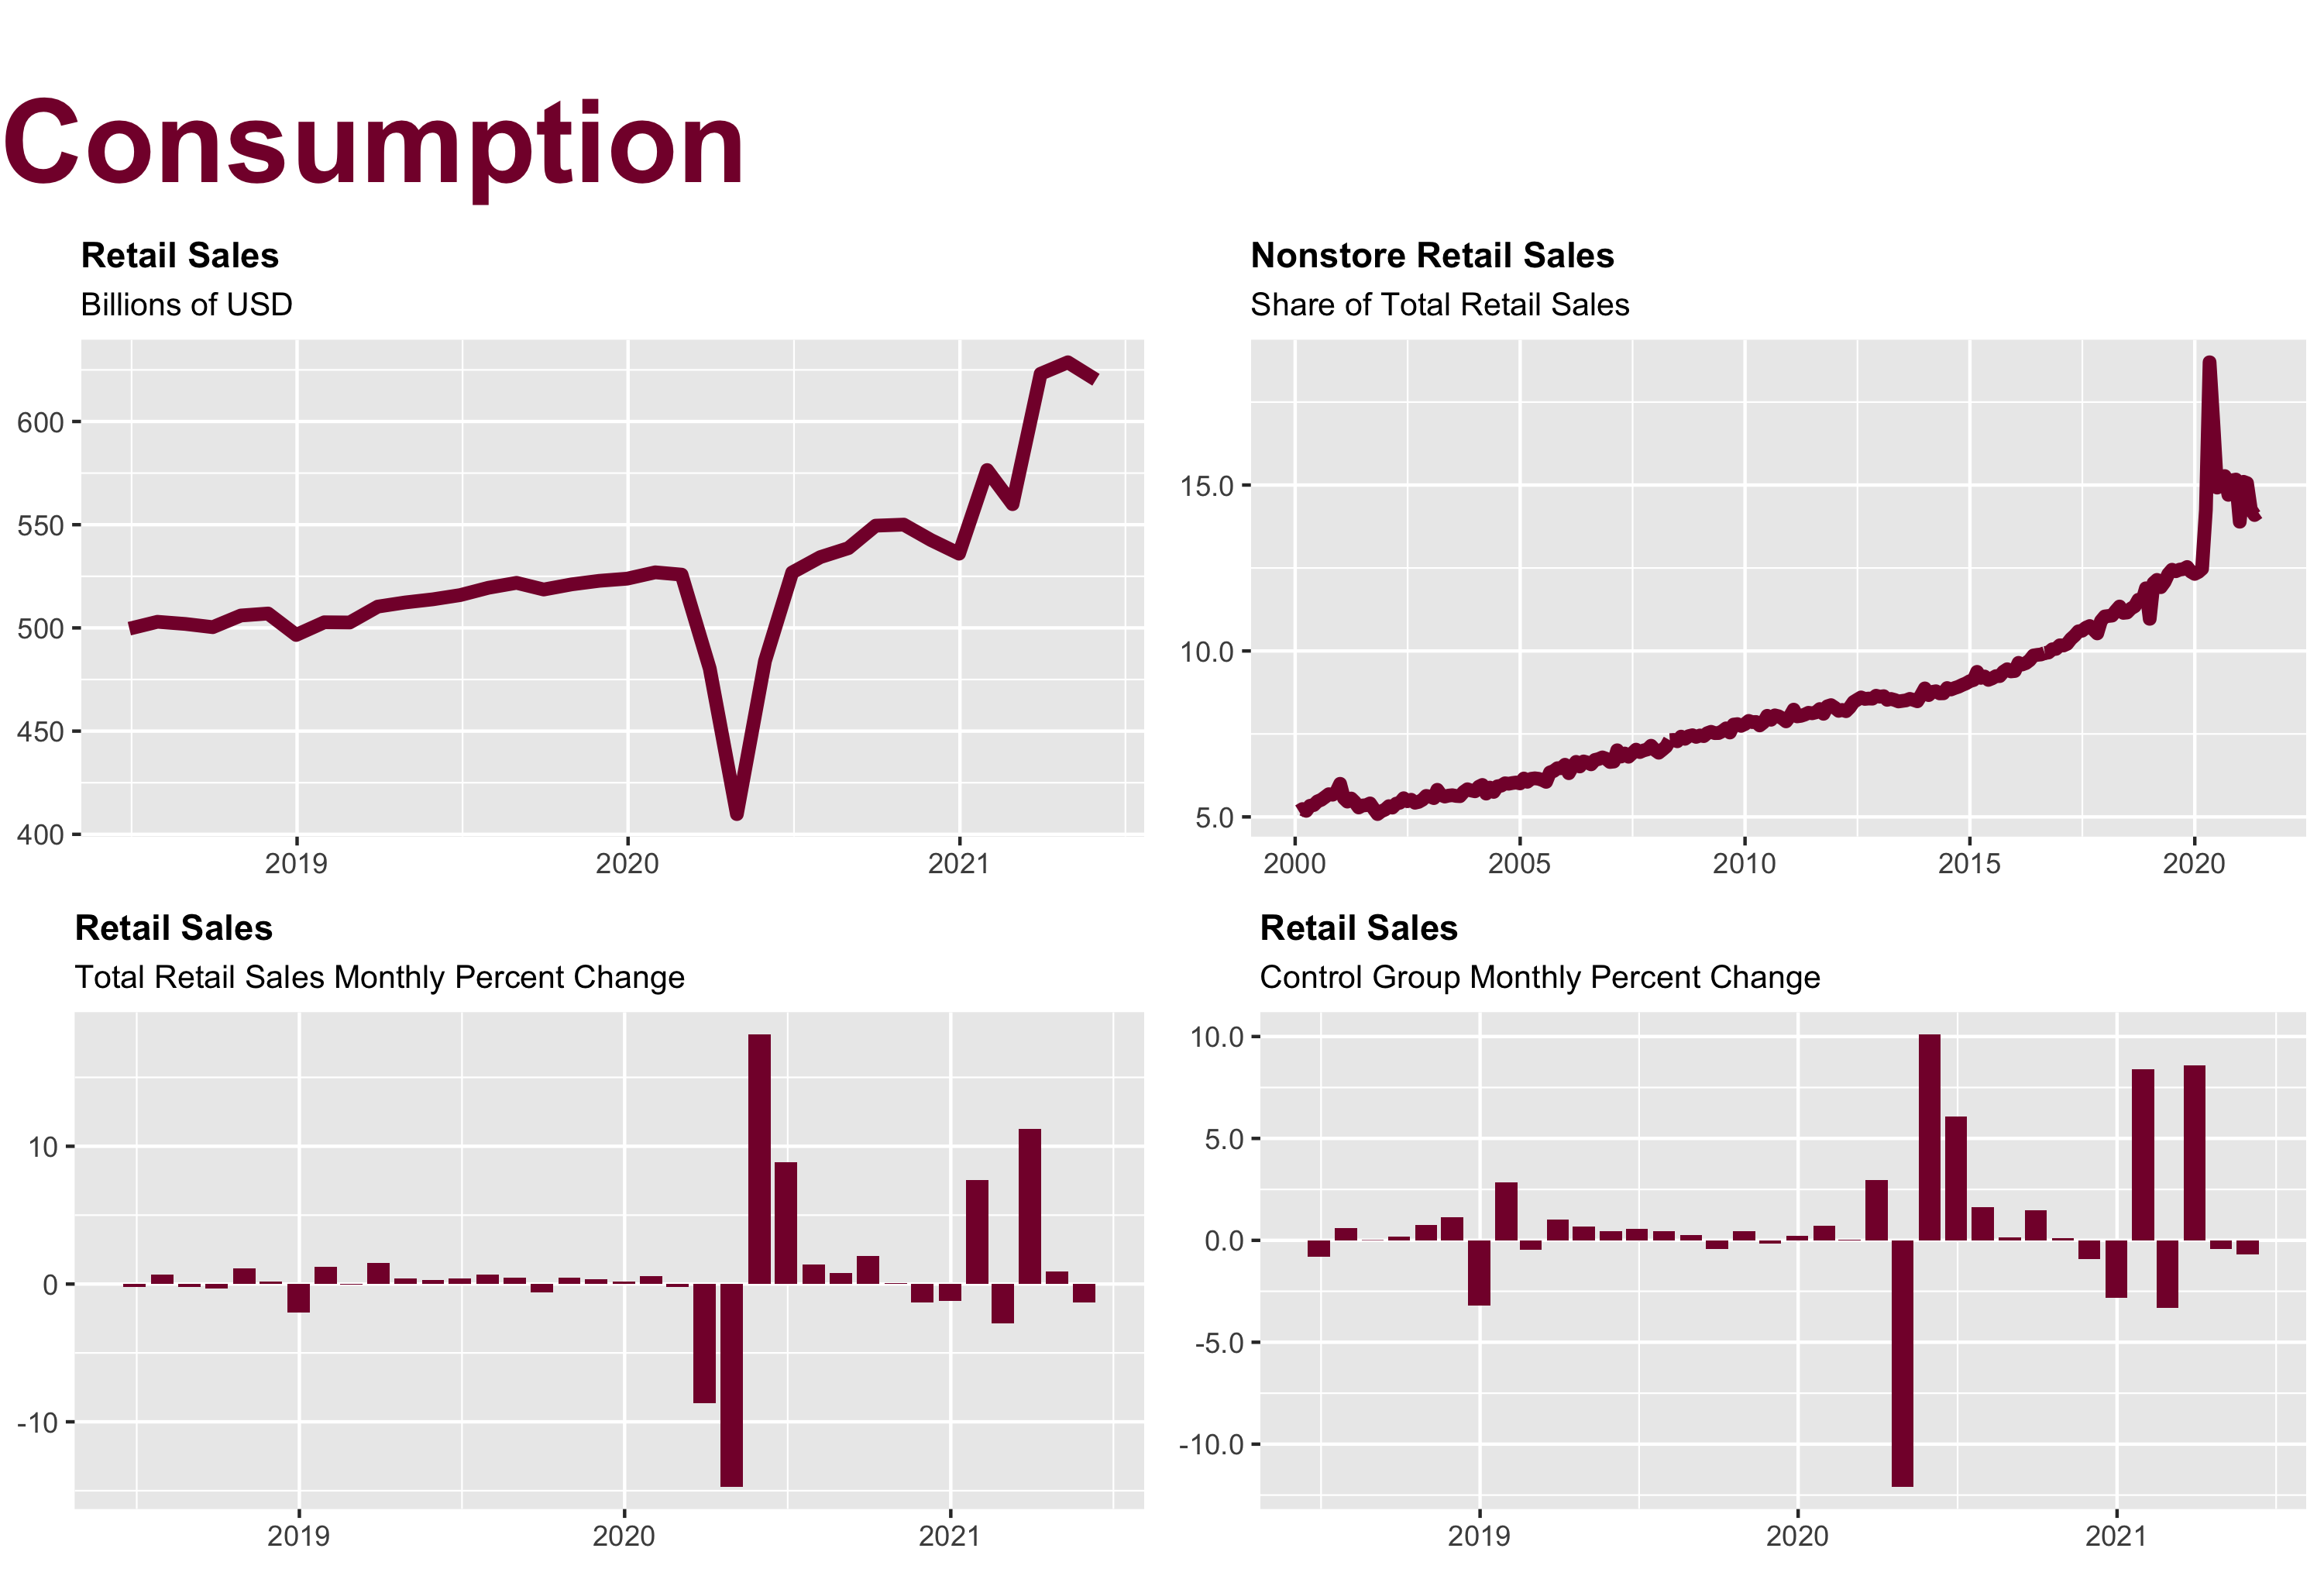 Consumption
Retail Sales
Billions of USD
600
550
500
450
400
2019 2020 2021
Nonstore Retail Sales
Share of Total Retail Sales
15.0
10.0
5.0
2000 2005 2010 2015 2020
Retail Sales
Total Retail Sales Monthly Percent Change
10
0
-10
2019 2020 2021
Retail Sales
Control Group Monthly Percent Change
10.0
5.0
0.0
-5.0
-10.0
2019 2020 2021